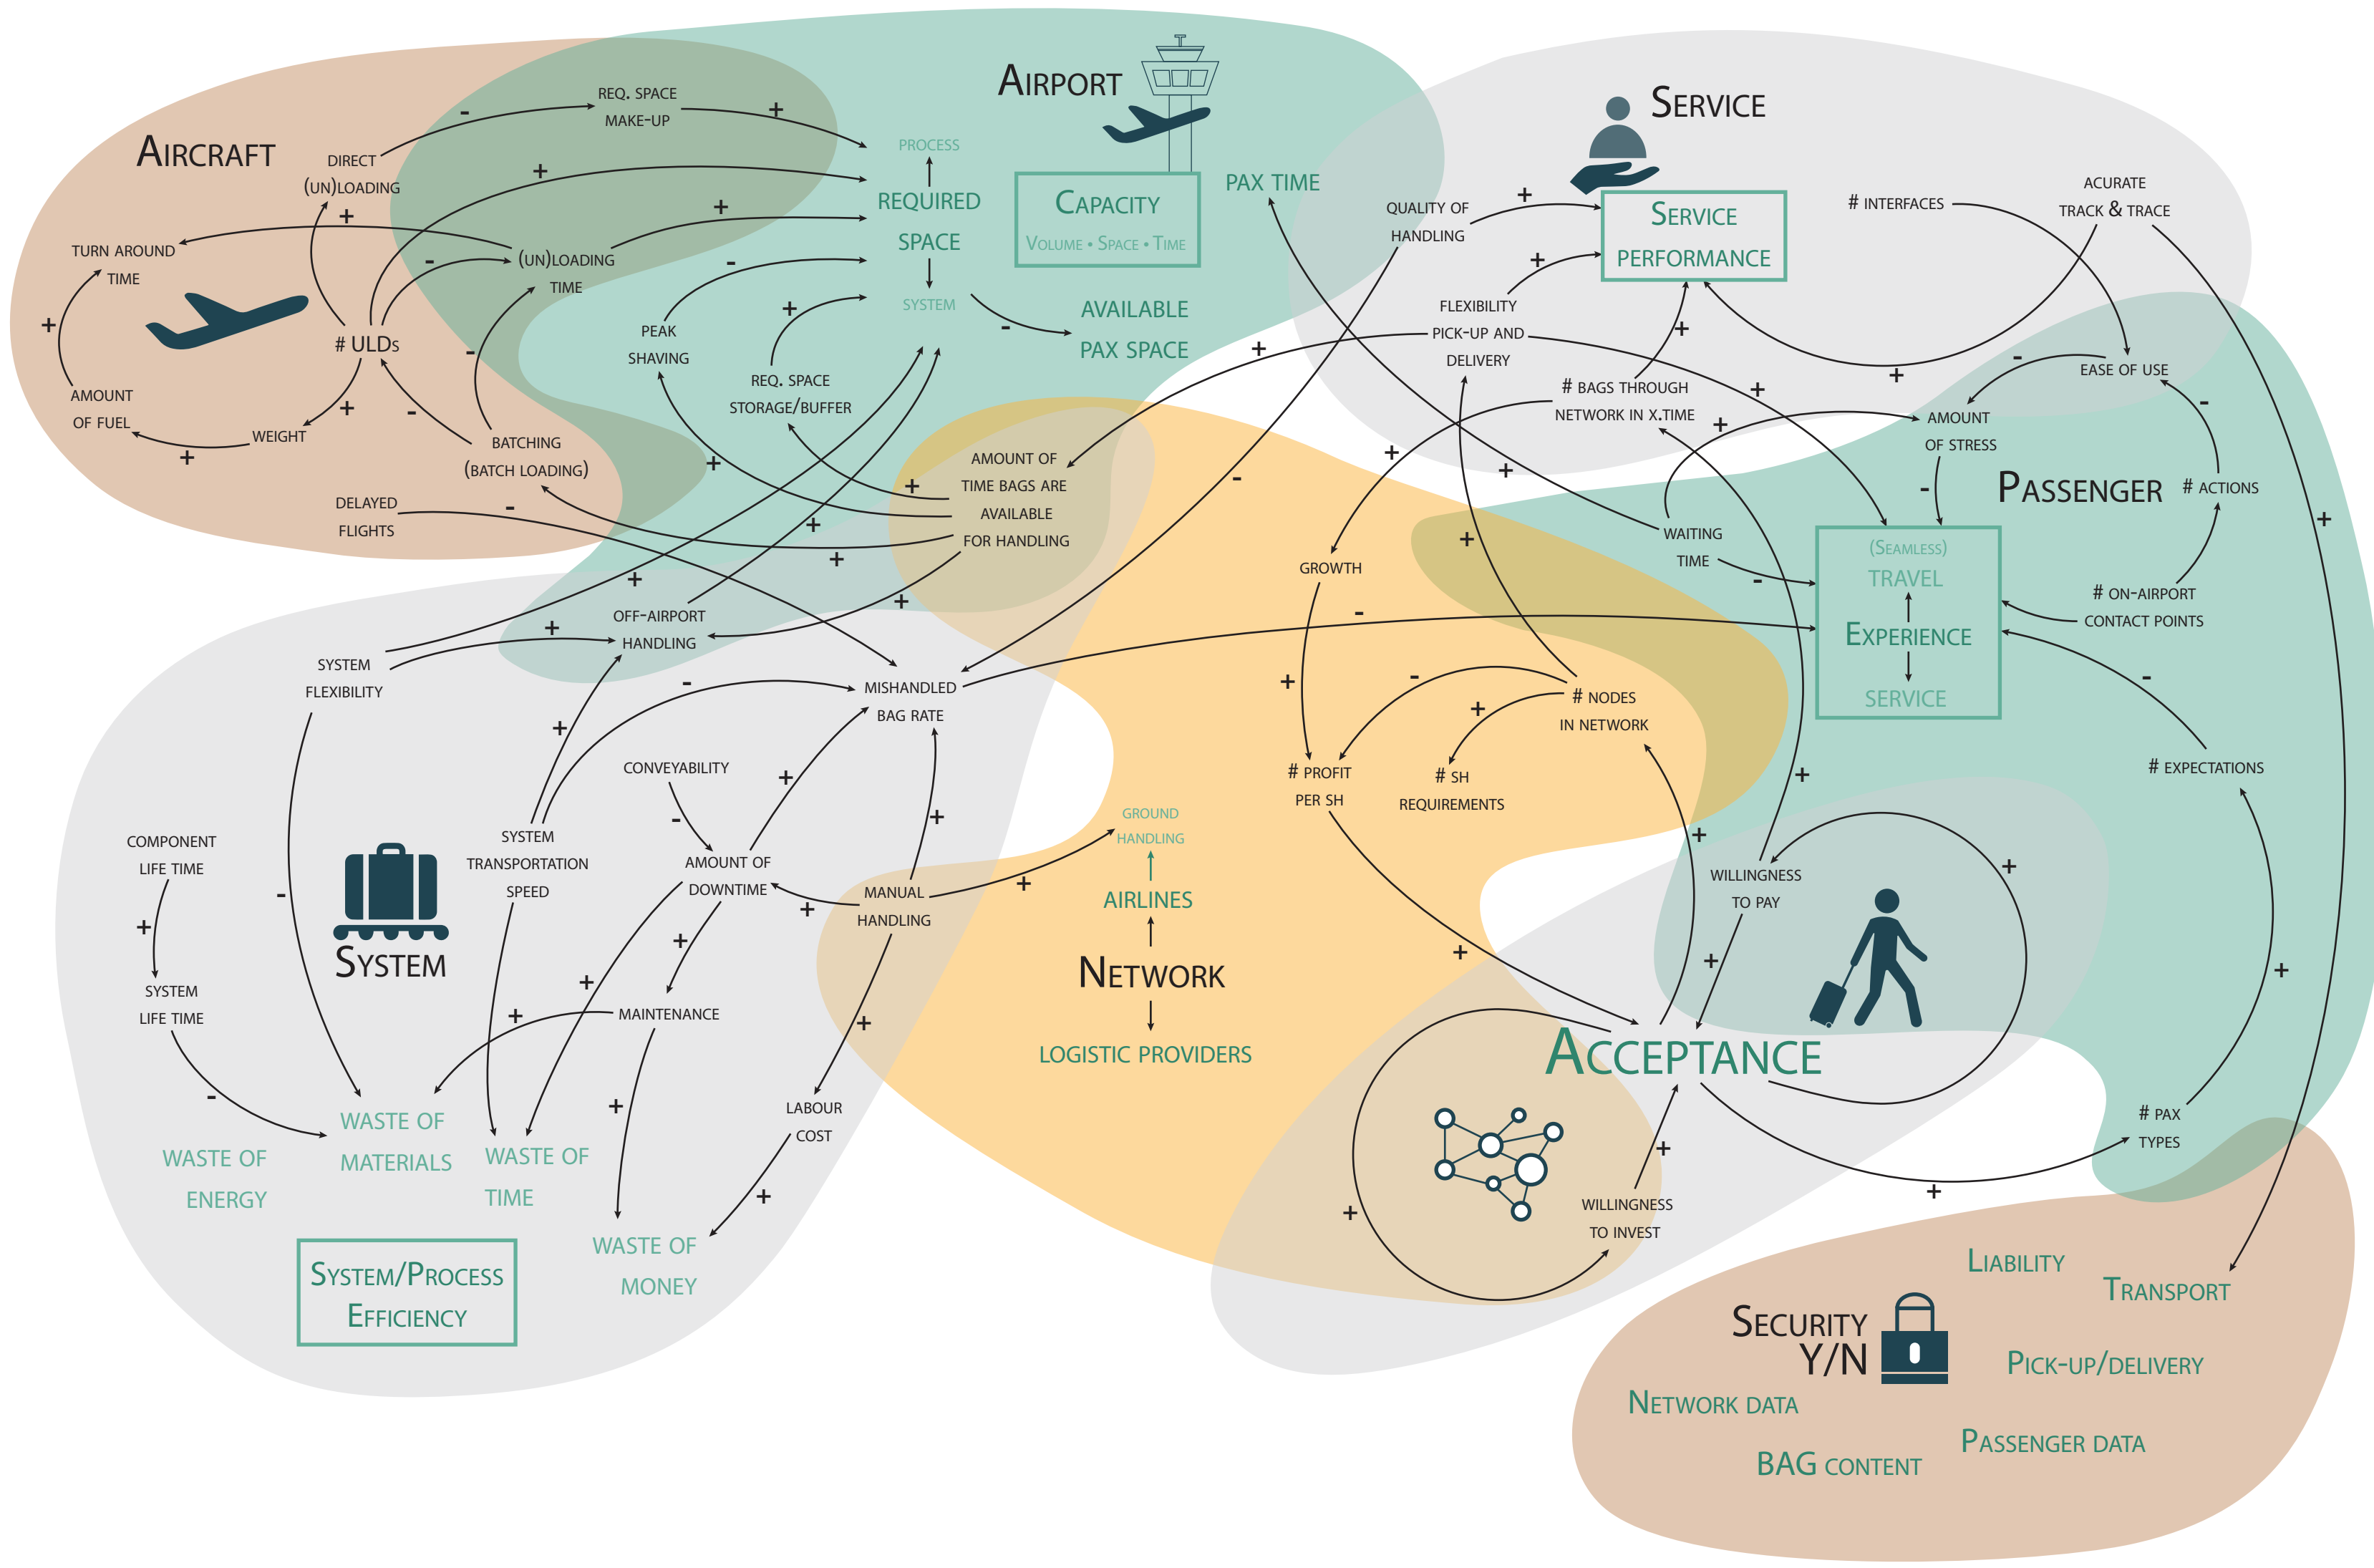 Aircraft
Direct
(un)loading
Req. space
make-up
Turn around
time
(un)loading
time
# ULDs
Amount
of fuel
Weight
Batching
(batch loading)
Delayed
flights
Airport
Process
Required
space
System
Capacity
Volume • Space • Time
Pax time
Available
pax space
Peak
shaving
Req. space
storage/buffer
Amount of
time bags are
available
for handling
Off-airport
handling
Service
Quality of
handling
Service
performance
# interfaces
Acurate
track & trace
Flexibility
pick-up and
delivery
# bags through
network in x.time
Ease of use
Amount
of stress
Passenger
# actions
Waiting
time
(Seamless)
travel
Experience
service
# on-airport
contact points
# expectations
# pax
types
Growth
# nodes
in network
# profit
per SH
# SH
requirements
Ground
handling
Airlines
Network
Logistic providers
Willingness
to pay
Acceptance
Willingness
to invest
System
flexibility
Mishandled
bag rate
Conveyability
Component
life time
System
transportation
speed
Amount of
downtime
Manual
handling
System
System
life time
Maintenance
Labour
cost
Waste of
energy
Waste of
materials
Waste of
time
Waste of
money
System/Process
Efficiency
Security
Y/N
Liability
Transport
Pick-up/delivery
Network data
Passenger data
BAG content